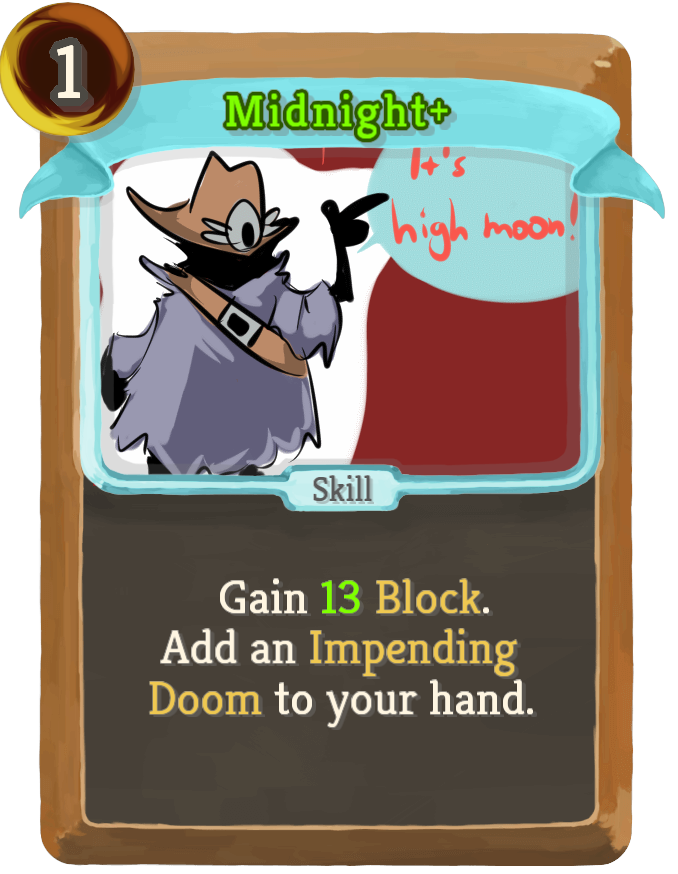 1
Midnight+
It's
high moon!
Skill
Gain 13 Block.
Add an Impending
Doom to your hand.